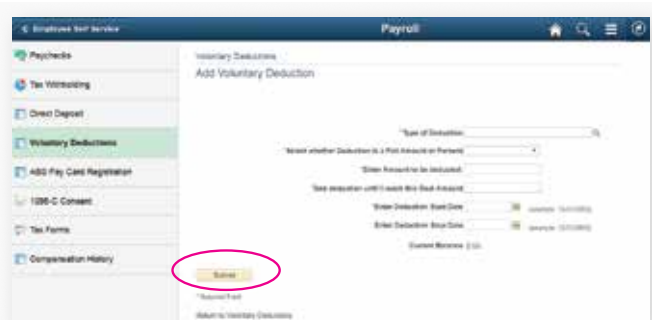 Employee Self Service
Payroll
Paychecks
Tax Withholding
Direct Deposit
Voluntary Deductions
ABD Pay Card Registration
1095-C Consent
Tax Forms
Compensation History
Voluntary Deductions
Add Voluntary Deduction
*Type of Deduction
*Select whether Deduction is a Flat Amount or Percent
*Enter Amount to be deducted
Take deduction until I reach this Goal Amount
*Enter Deduction Start Date
Enter Deduction Stop Date
Current Balance
Submit
*Required Field
Return to Voluntary Deductions